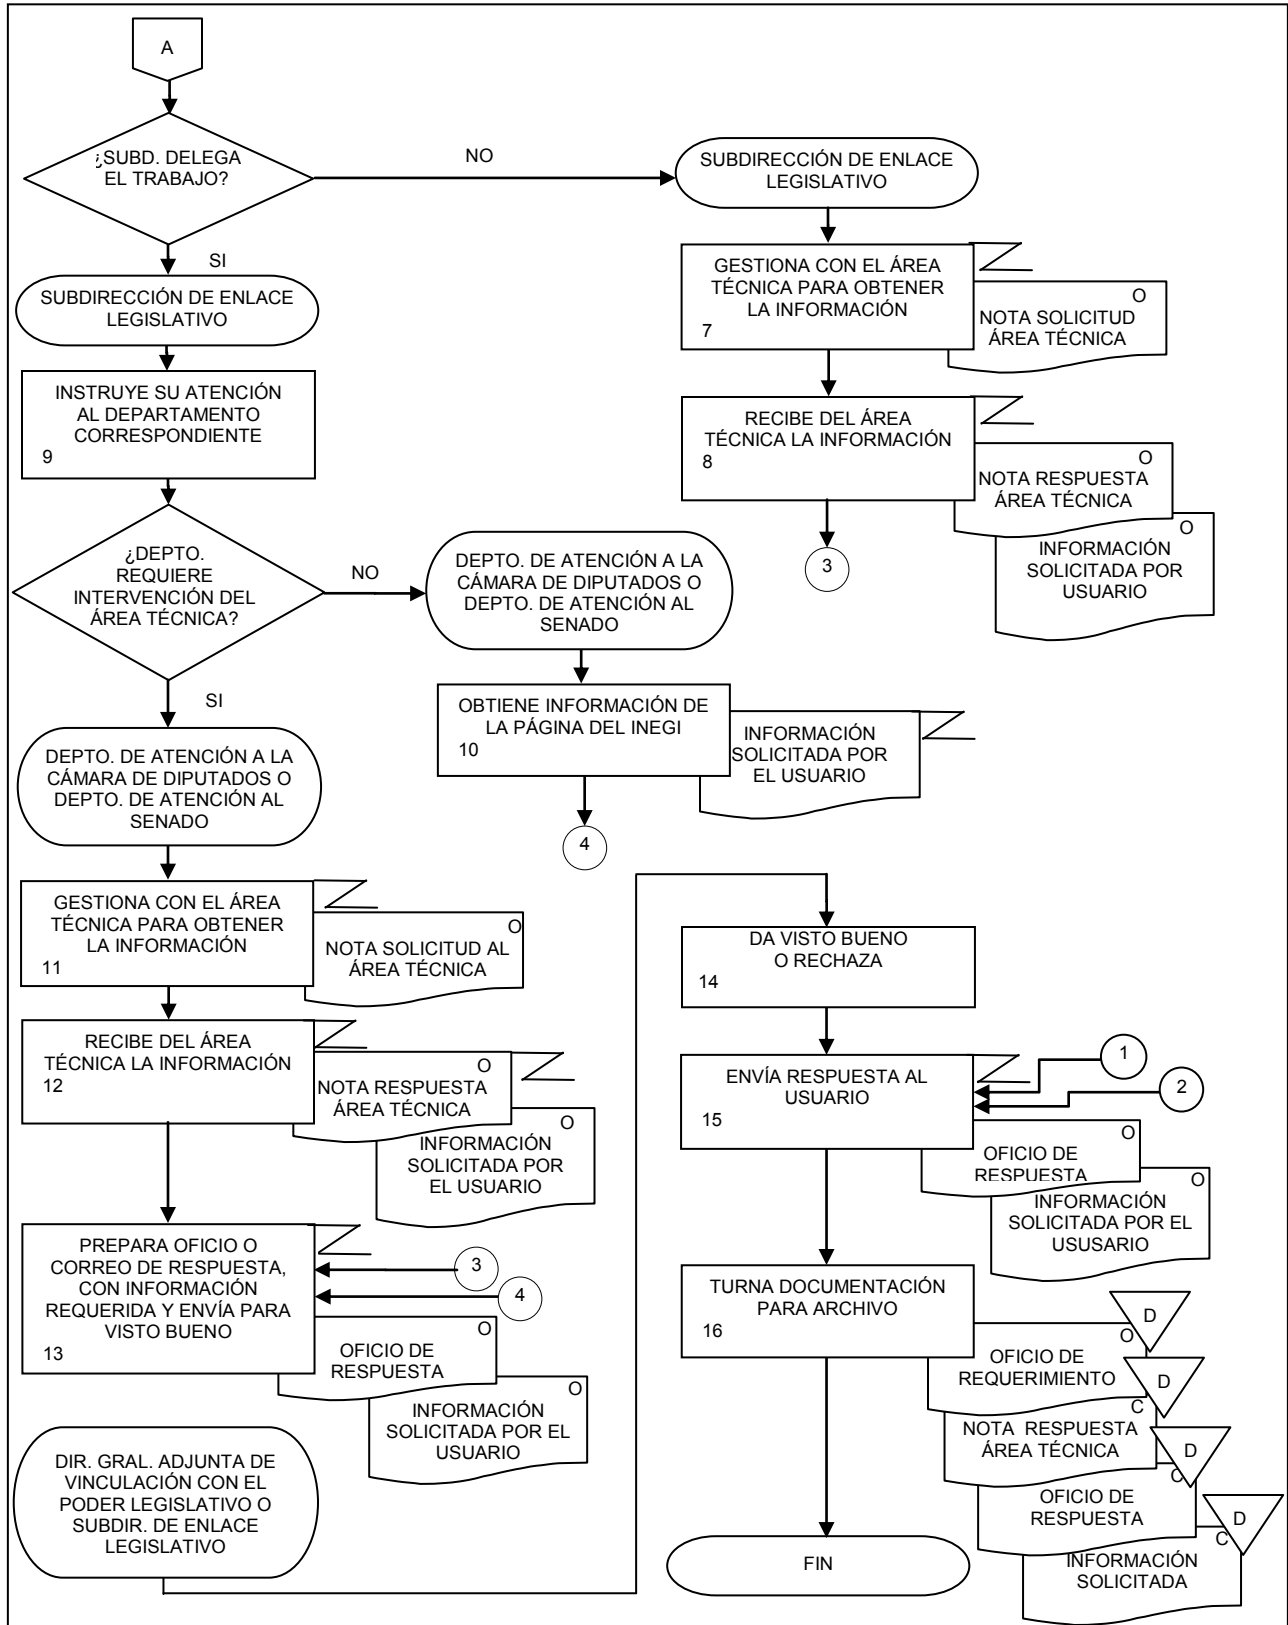 A
¿SUBD. DELEGA
EL TRABAJO?
NO
SUBDIRECCIÓN DE ENLACE
LEGISLATIVO
SI
SUBDIRECCIÓN DE ENLACE
LEGISLATIVO
GESTIONA CON EL ÁREA
TÉCNICA PARA OBTENER
LA INFORMACIÓN
7
O
NOTA SOLICITUD
ÁREA TÉCNICA
INSTRUYE SU ATENCIÓN
AL DEPARTAMENTO
CORRESPONDIENTE
9
RECIBE DEL ÁREA
TÉCNICA LA INFORMACIÓN
8
O
NOTA RESPUESTA
ÁREA TÉCNICA
O
INFORMACIÓN
SOLICITADA POR
USUARIO
3
¿DEPTO.
REQUIERE
INTERVENCIÓN DEL
ÁREA TÉCNICA?
NO
DEPTO. DE ATENCIÓN A LA
CÁMARA DE DIPUTADOS O
DEPTO. DE ATENCIÓN AL
SENADO
SI
OBTIENE INFORMACIÓN DE
LA PÁGINA DEL INEGI
10
INFORMACIÓN
SOLICITADA POR
EL USUARIO
4
DEPTO. DE ATENCIÓN A LA
CÁMARA DE DIPUTADOS O
DEPTO. DE ATENCIÓN AL
SENADO
GESTIONA CON EL ÁREA
TÉCNICA PARA OBTENER
LA INFORMACIÓN
11
O
NOTA SOLICITUD AL
ÁREA TÉCNICA
RECIBE DEL ÁREA
TÉCNICA LA INFORMACIÓN
12
O
NOTA RESPUESTA
ÁREA TÉCNICA
O
INFORMACIÓN
SOLICITADA POR
EL USUARIO
PREPARA OFICIO O
CORREO DE RESPUESTA,
CON INFORMACIÓN
REQUERIDA Y ENVÍA PARA
VISTO BUENO
13
3
4
O
OFICIO DE
RESPUESTA
O
INFORMACIÓN
SOLICITADA POR EL
USUARIO
DIR. GRAL. ADJUNTA DE
VINCULACIÓN CON EL
PODER LEGISLATIVO O
SUBDIR. DE ENLACE
LEGISLATIVO
DA VISTO BUENO
O RECHAZA
14
ENVÍA RESPUESTA AL
USUARIO
15
1
2
O
OFICIO DE
RESPUESTA
O
INFORMACIÓN
SOLICITADA POR EL
USUSARIO
TURNA DOCUMENTACIÓN
PARA ARCHIVO
16
D
O
OFICIO DE
REQUERIMIENTO
D
C
NOTA RESPUESTA
ÁREA TÉCNICA
D
C
OFICIO DE
RESPUESTA
D
C
INFORMACIÓN
SOLICITADA
FIN